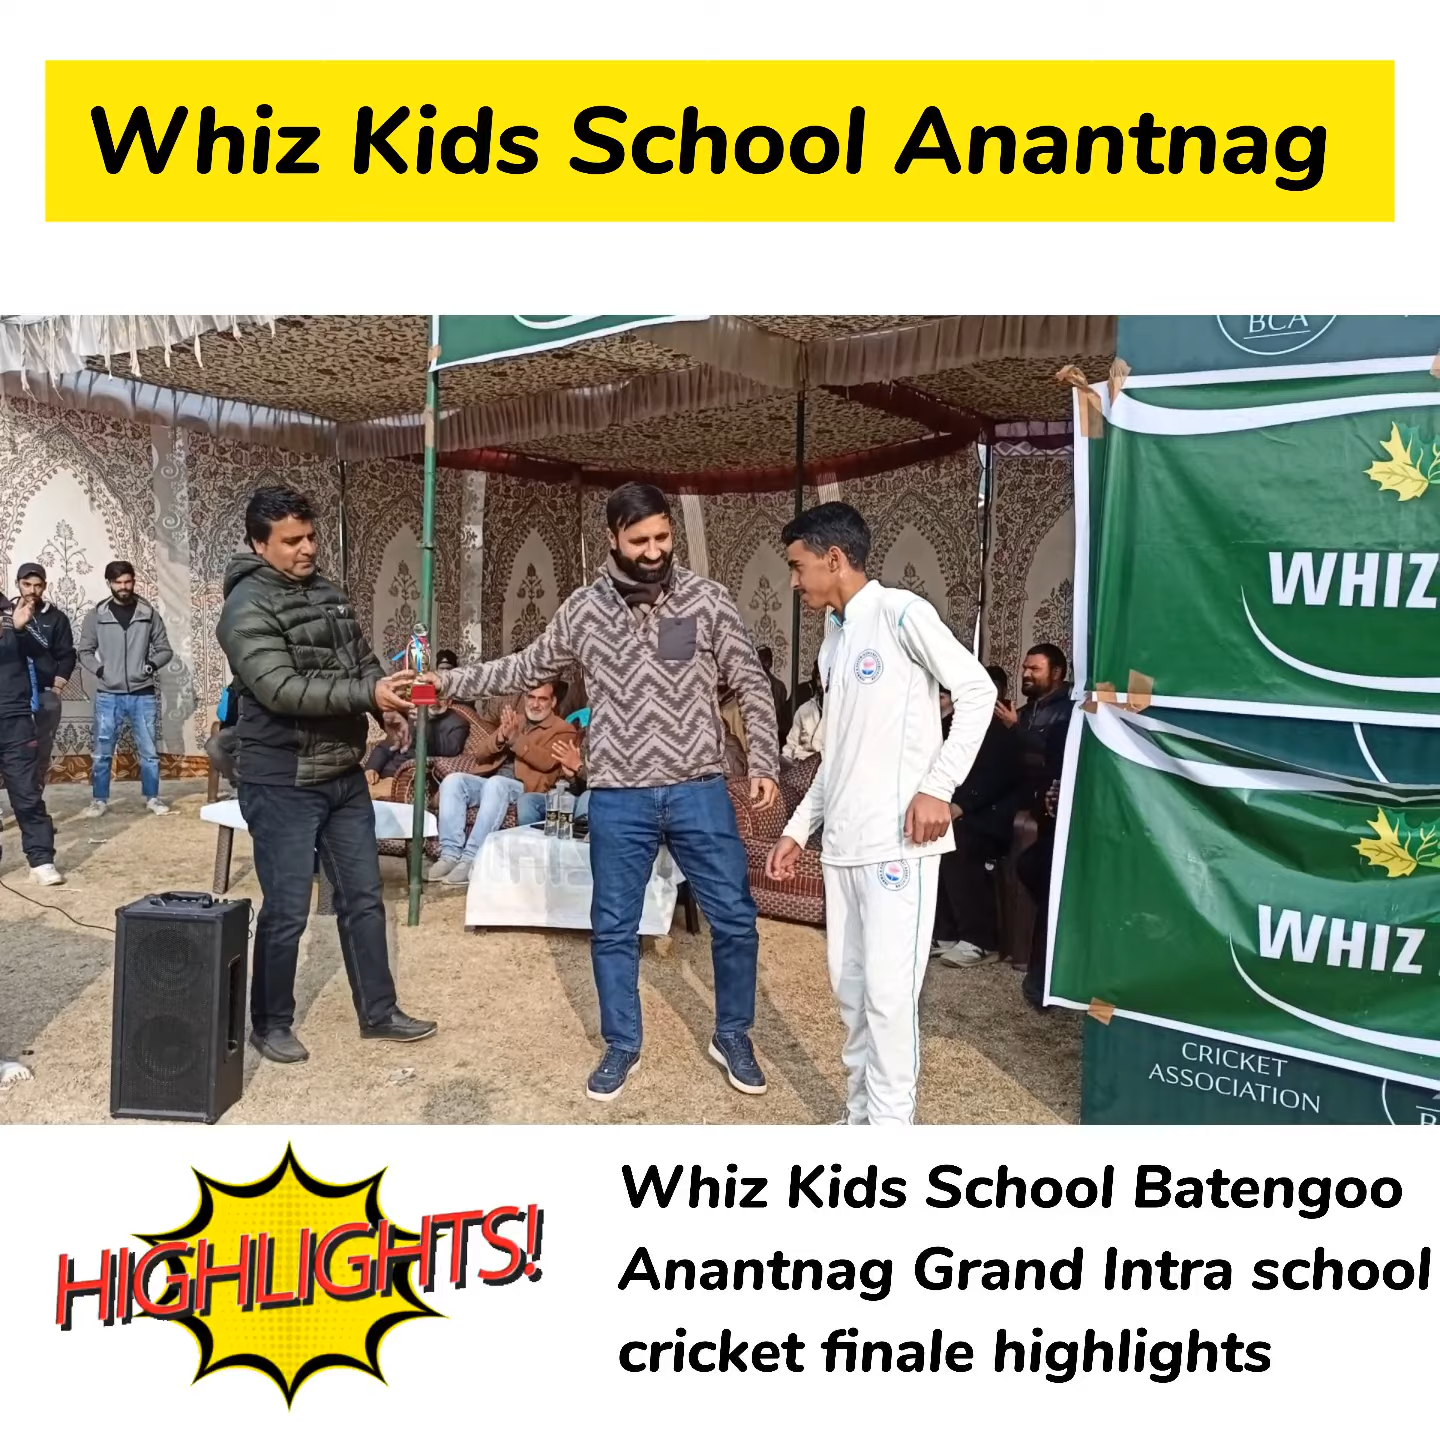 Whiz Kids School Anantnag
BCA
WHIZ
WHIZ
CRICKET
ASSOCIATION
HIGHLIGHTS!
Whiz Kids School Batengoo
Anantnag Grand Intra school
cricket finale highlights